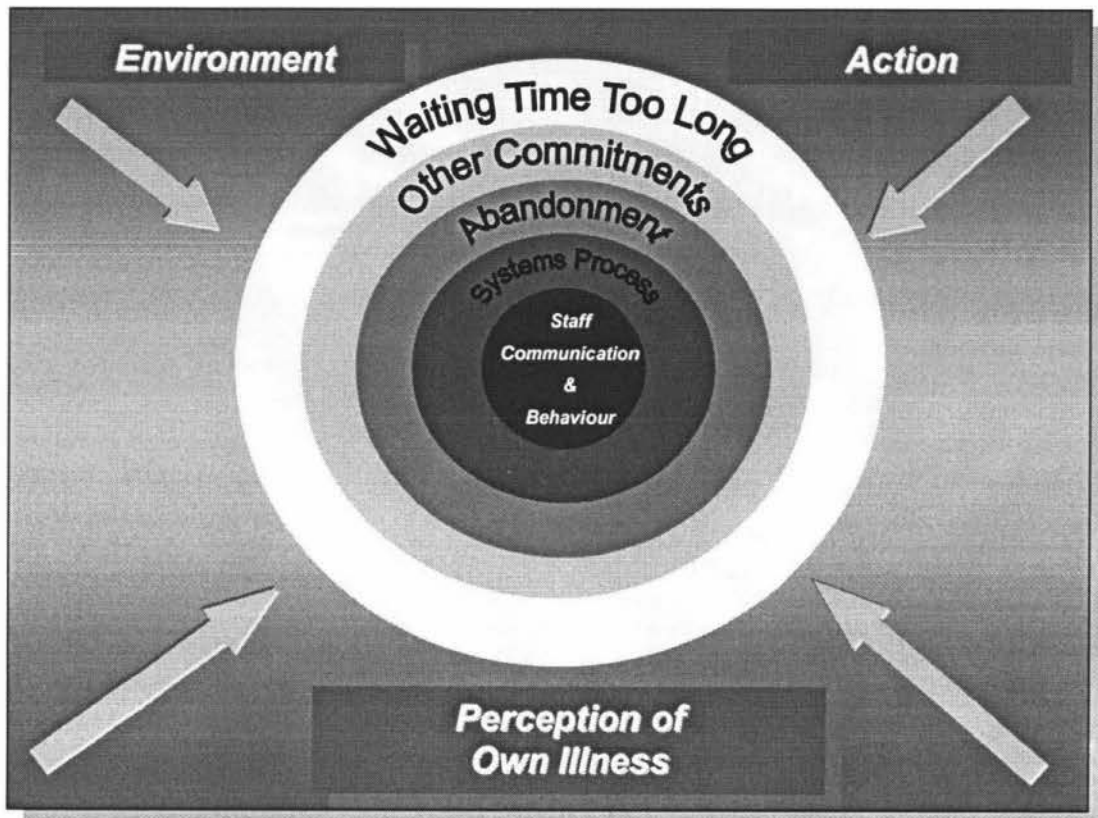 Environment
Action
Waiting Time Too Long
Other Commitments
Abandonment
Systems Process
Staff
Communication
&
Behaviour
Perception of
Own Illness